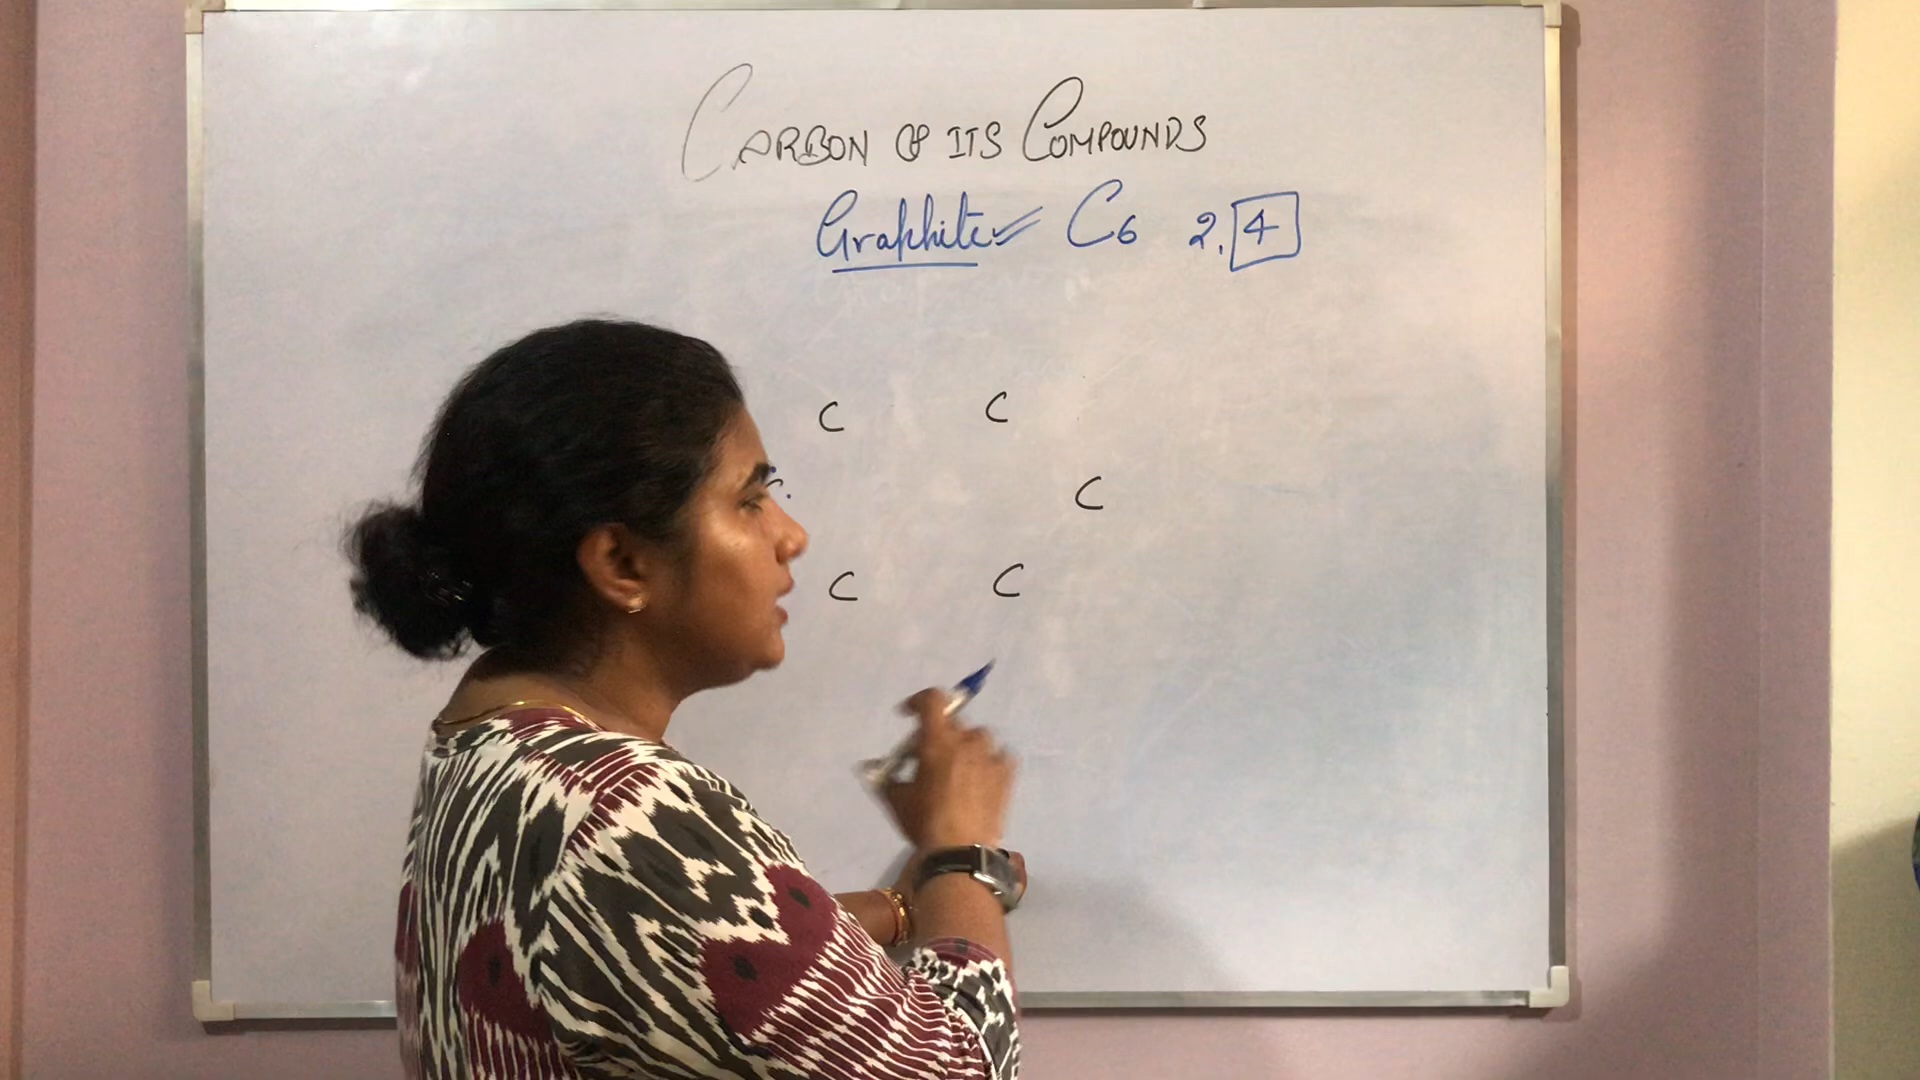 CARBON & ITS COMPOUNDS
Graphite C6 2,4
C C
C
C C